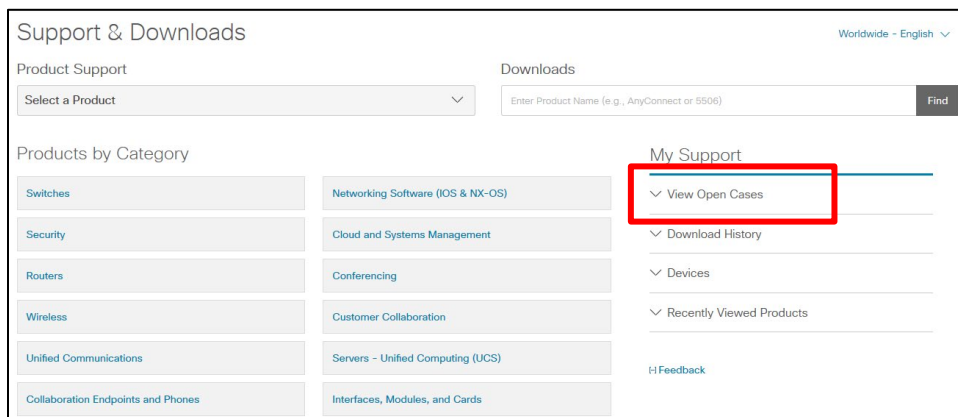 Support & Downloads
Worldwide - English
Product Support
Select a Product
Downloads
Enter Product Name (e.g., AnyConnect or 5506)
Find
Products by Category
Switches
Security
Routers
Wireless
Unified Communications
Collaboration Endpoints and Phones
Networking Software (IOS & NX-OS)
Cloud and Systems Management
Conferencing
Customer Collaboration
Servers - Unified Computing (UCS)
Interfaces, Modules, and Cards
My Support
View Open Cases
Download History
Devices
Recently Viewed Products
[-] Feedback